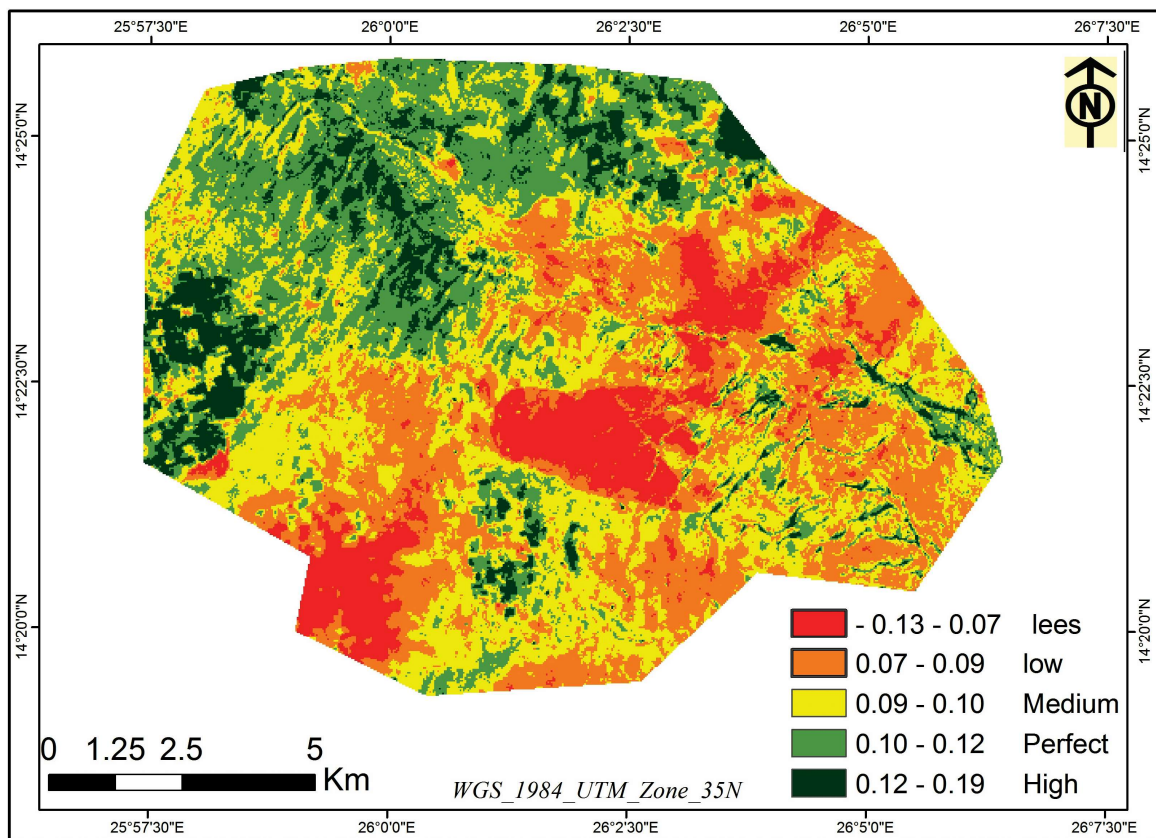 25°57'30"E 26°0'0"E 26°2'30"E 26°5'0"E 26°7'30"E
N
14°25'0"N 14°25'0"N
14°22'30"N 14°22'30"N
14°20'0"N 14°20'0"N
- 0.13 - 0.07 lees
0.07 - 0.09 low
0.09 - 0.10 Medium
0.10 - 0.12 Perfect
0.12 - 0.19 High
0 1.25 2.5 5
Km
WGS_1984_UTM_Zone_35N
25°57'30"E 26°0'0"E 26°2'30"E 26°5'0"E 26°7'30"E